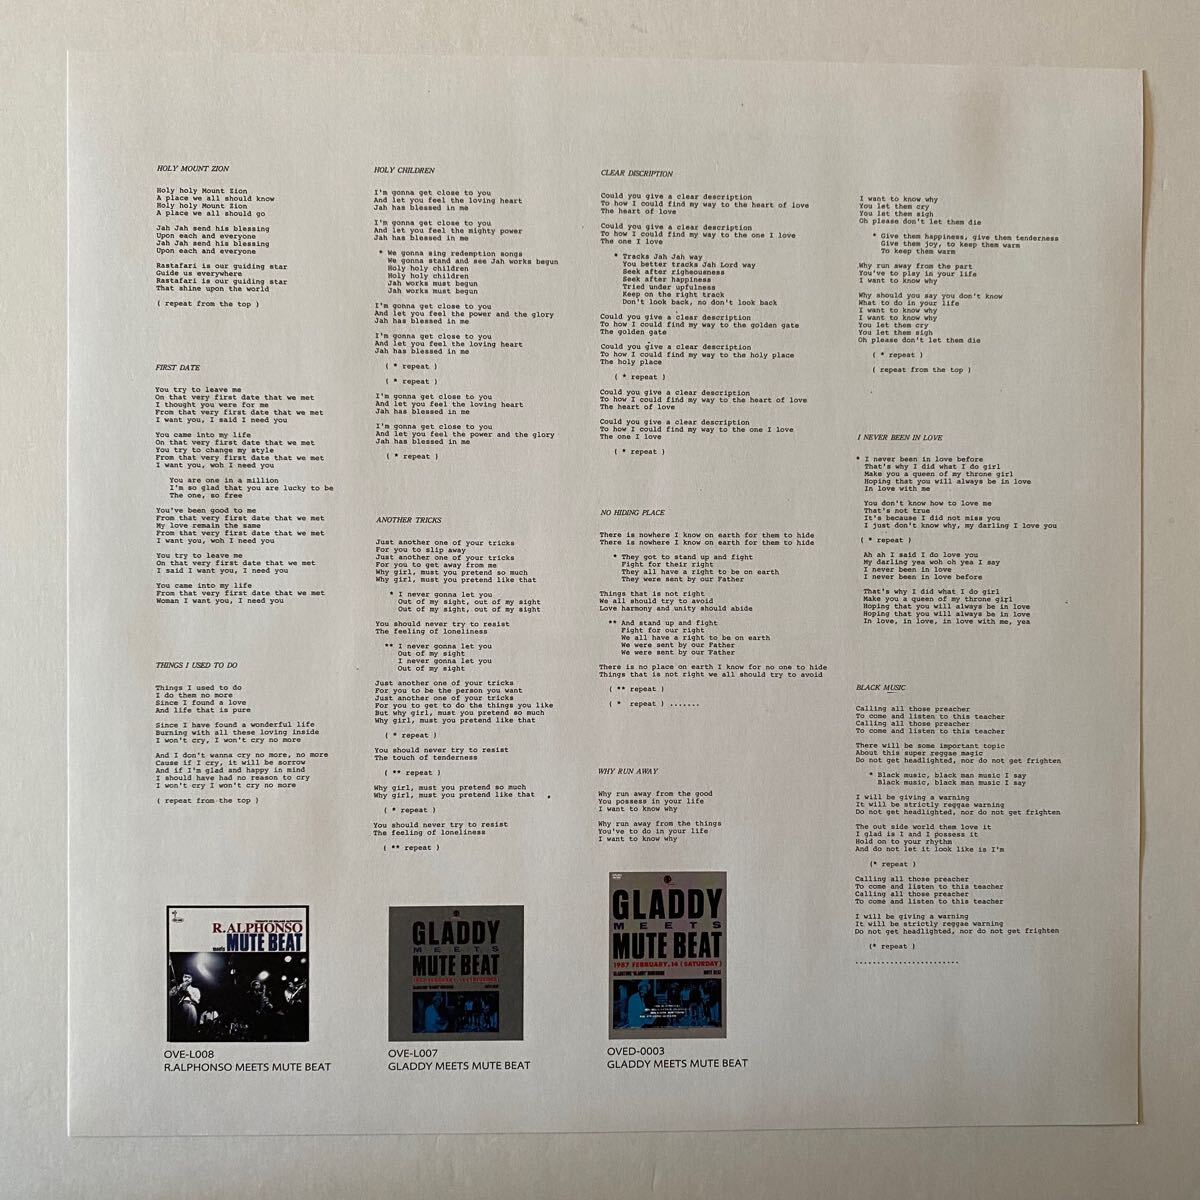 HOLY MOUNT ZION
Holy holy Mount Zion
A place we all should know
Holy holy Mount Zion
A place we all should go
Jah Jah send his blessing
Upon each and everyone
Jah Jah send his blessing
Upon each and everyone
Rastafari is our guiding star
Guide us everywhere
Rastafari is our guiding star
That shine upon the world
( repeat from the top )
FIRST DATE
You try to leave me
On that very first date that we met
I thought you were for me
From that very first date that we met
I want you, I said I need you
You came into my life
On that very first date that we met
You try to change my style
From that very first date that we met
I want you, woh I need you
You are one in a million
I'm so glad that you are lucky to be
The one, so free
You've been good to me
From that very first date that we met
My love remain the same
From that very first date that we met
I want you, woh I need you
You try to leave me
On that very first date that we met
I said I want you, I need you
You came into my life
From that very first date that we met
Woman I want you, I need you
THINGS I USED TO DO
Things I used to do
I do them no more
Since I found a love
And life that is pure
Since I have found a wonderful life
Burning with all these loving inside
I won't cry, I won't cry no more
And I don't wanna cry no more, no more
Cause if I cry, it will be sorrow
And if I'm glad and happy in mind
I should have had no reason to cry
I won't cry I won't cry no more
( repeat from the top )
HOLY CHILDREN
I'm gonna get close to you
And let you feel the loving heart
Jah has blessed in me
I'm gonna get close to you
And let you feel the mighty power
Jah has blessed in me
* We gonna sing redemption songs
We gonna stand and see Jah works begun
Holy holy children
Holy holy children
Jah works must begun
Jah works must begun
I'm gonna get close to you
And let you feel the power and the glory
Jah has blessed in me
I'm gonna get close to you
And let you feel the loving heart
Jah has blessed in me
( * repeat )
( * repeat )
I'm gonna get close to you
And let you feel the loving heart
Jah has blessed in me
I'm gonna get close to you
And let you feel the power and the glory
Jah has blessed in me
( * repeat )
ANOTHER TRICKS
Just another one of your tricks
For you to slip away
Just another one of your tricks
For you to get away from me
Why girl, must you pretend so much
Why girl, must you pretend like that
* I never gonna let you
Out of my sight, out of my sight
Out of my sight, out of my sight
You should never try to resist
The feeling of loneliness
** I never gonna let you
Out of my sight
I never gonna let you
Out of my sight
Just another one of your tricks
For you to be the person you want
Just another one of your tricks
For you to get to do the things you like
But why girl, must you pretend so much
Why girl, must you pretend like that
( * repeat )
You should never try to resist
The touch of tenderness
( ** repeat )
Why girl, must you pretend so much
Why girl, must you pretend like that
( * repeat )
You should never try to resist
The feeling of loneliness
( ** repeat )
CLEAR DISCRIPTION
Could you give a clear description
To how I could find my way to the heart of love
The heart of love
Could you give a clear description
To how I could find my way to the one I love
The one I love
* Tracks Jah Jah way
You better tracks Jah Lord way
Seek after righeousness
Seek after happiness
Tried under upfulness
Keep on the right track
Don't look back, no don't look back
Could you give a clear description
To how I could find my way to the golden gate
The golden gate
Could you give a clear description
To how I could find my way to the holy place
The holy place
( * repeat )
Could you give a clear description
To how I could find my way to the heart of love
The heart of love
Could you give a clear description
To how I could find my way to the one I love
The one I love
( * repeat )
NO HIDING PLACE
There is nowhere I know on earth for them to hide
There is nowhere I know on earth for them to hide
* They got to stand up and fight
Fight for their right
They all have a right to be on earth
They were sent by our Father
Things that is not right
We all should try to avoid
Love harmony and unity should abide
** And stand up and fight
Fight for our right
We all have a right to be on earth
We were sent by our Father
We were sent by our Father
There is no place on earth I know for no one to hide
Things that is not right we all should try to avoid
( ** repeat )
( * repeat ) .......
WHY RUN AWAY
Why run away from the good
You possess in your life
I want to know why
Why run away from the things
You've to do in your life
I want to know why
I want to know why
You let them cry
You let them sigh
Oh please don't let them die
* Give them happiness, give them tenderness
Give them joy, to keep them warm
To keep them warm
Why run away from the part
You've to play in your life
I want to know why
Why should you say you don't know
What to do in your life
I want to know why
I want to know why
You let them cry
You let them sigh
Oh please don't let them die
( * repeat )
( repeat from the top )
I NEVER BEEN IN LOVE
* I never been in love before
That's why I did what I do girl
Make you a queen of my throne girl
Hoping that you will always be in love
In love with me
You don't know how to love me
That's not true
It's because I did not miss you
I just don't know why, my darling I love you
( * repeat )
Ah ah I said I do love you
My darling yea woh oh yea I say
I never been in love
I never been in love before
That's why I did what I do girl
Make you a queen of my throne girl
Hoping that you will always be in love
Hoping that you will always be in love
In love, in love, in love with me, yea
BLACK MUSIC
Calling all those preacher
To come and listen to this teacher
Calling all those preacher
To come and listen to this teacher
There will be some important topic
About this super reggae magic
Do not get headlighted, nor do not get frighten
* Black music, black man music I say
Black music, black man music I say
I will be giving a warning
It will be strictly reggae warning
Do not get headlighted, nor do not get frighten
The out side world them love it
I glad is I and I possess it
Hold on to your rhythm
And do not let it look like is I'm
(* repeat )
Calling all those preacher
To come and listen to this teacher
Calling all those preacher
To come and listen to this teacher
I will be giving a warning
It will be strictly reggae warning
Do not get headlighted, nor do not get frighten
(* repeat )
.........................
R.ALPHONSO
meets MUTE BEAT
OVE-L008
R.ALPHONSO MEETS MUTE BEAT
GLADDY
MEETS
MUTE BEAT
1987 FEBRUARY.14 (SATURDAY)
OVE-L007
GLADDY MEETS MUTE BEAT
GLADDY
MEETS
MUTE BEAT
1987 FEBRUARY.14 (SATURDAY)
GLADSTONE "GLADDY" ANDERSON MUTE BEAT
OVED-0003
GLADDY MEETS MUTE BEAT